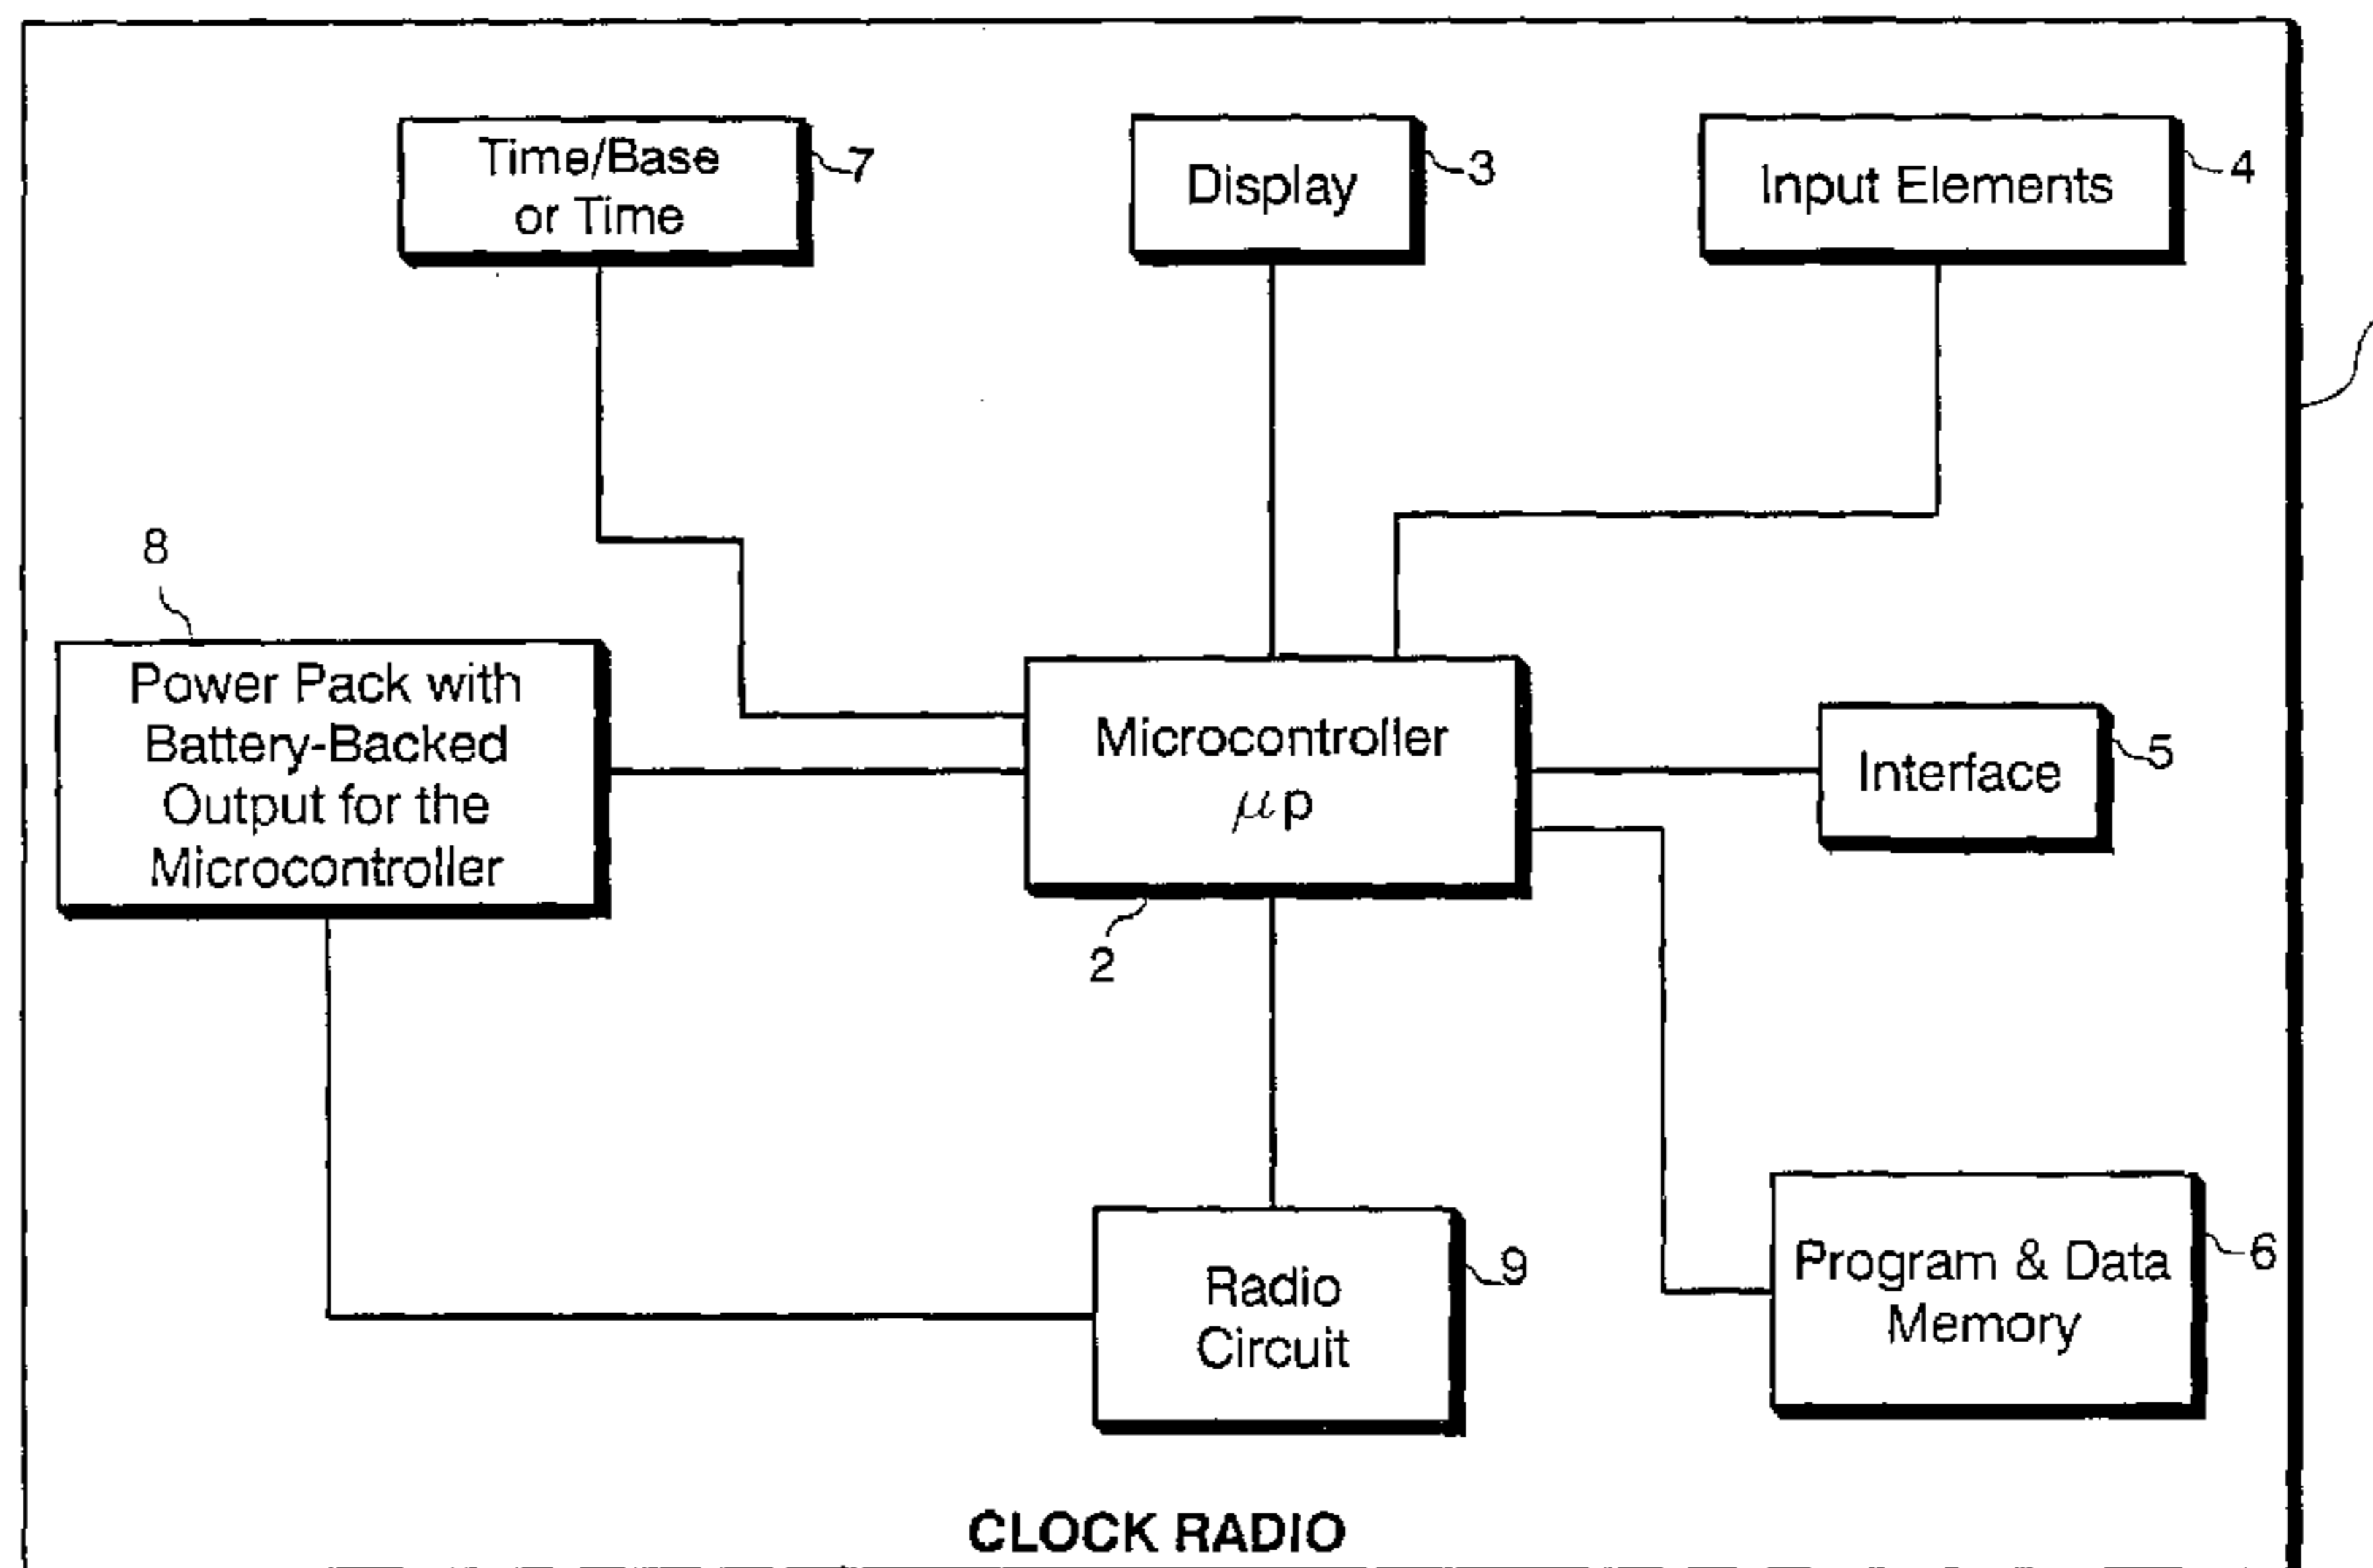 Time/Base
or Time
7
Display
3
Input Elements
4
8
Power Pack with
Battery-Backed
Output for the
Microcontroller
Microcontroller
μp
2
Interface
5
Radio
Circuit
9
Program & Data
Memory
6
CLOCK RADIO